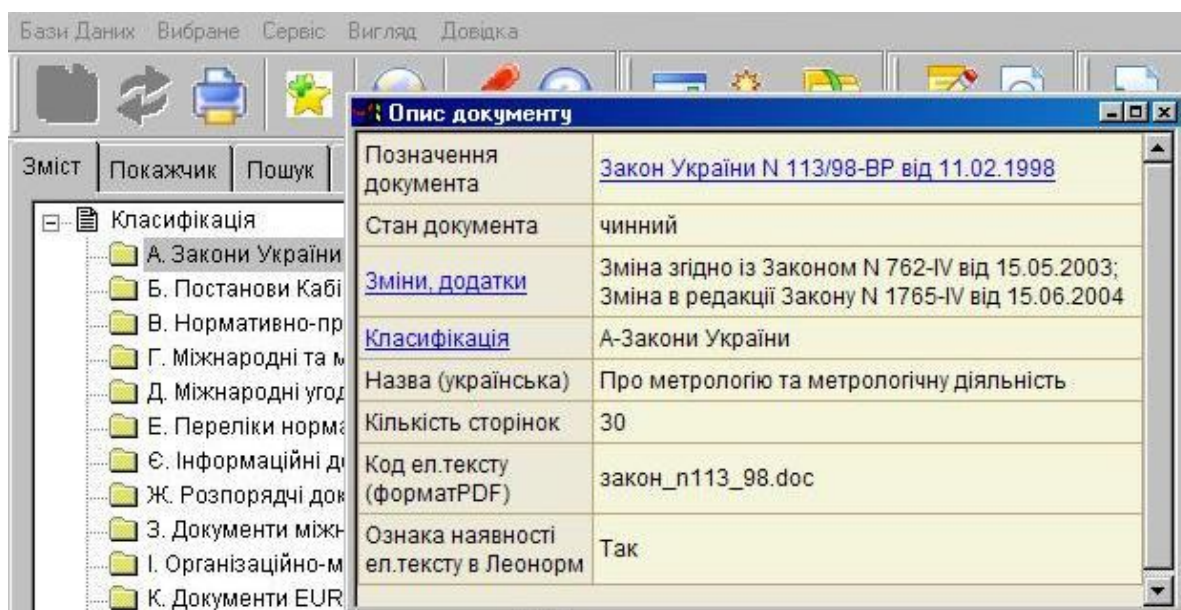 Бази Даних Вибране Сервіс Вигляд Довідка
Опис документу
Зміст Покажчик Пошук
Класифікація
А. Закони України
Б. Постанови Кабі
В. Нормативно-пр
Г. Міжнародні та м
Д. Міжнародні угод
Е. Переліки норма
Є. Інформаційні д
Ж. Розпорядчі док
З. Документи міжн
І. Організаційно-м
К. Документи EUR
Позначення
документа
Закон України N 113/98-ВР від 11.02.1998
Стан документа
чинний
Зміни, додатки
Зміна згідно із Законом N 762-IV від 15.05.2003;
Зміна в редакції Закону N 1765-IV від 15.06.2004
Класифікація
А-Закони України
Назва (українська)
Про метрологію та метрологічну діяльність
Кількість сторінок
30
Код ел.тексту
(форматPDF)
закон_n113_98.doc
Ознака наявності
ел.тексту в Леонорм
Так